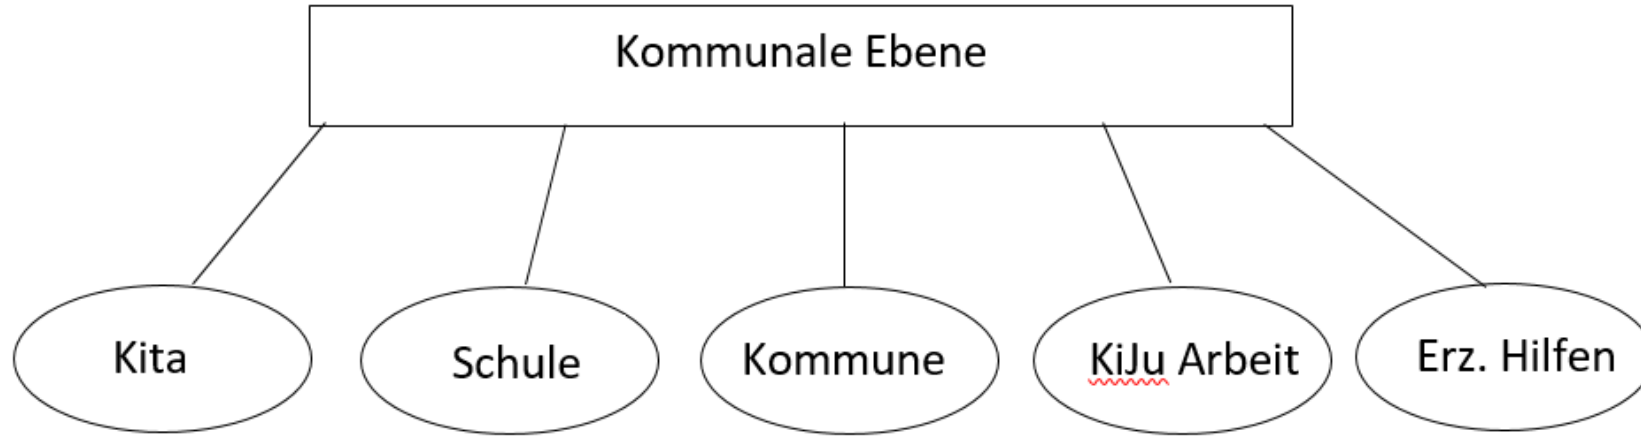 Kommunale Ebene
Kita
Schule
Kommune
KiJu Arbeit
Erz. Hilfen